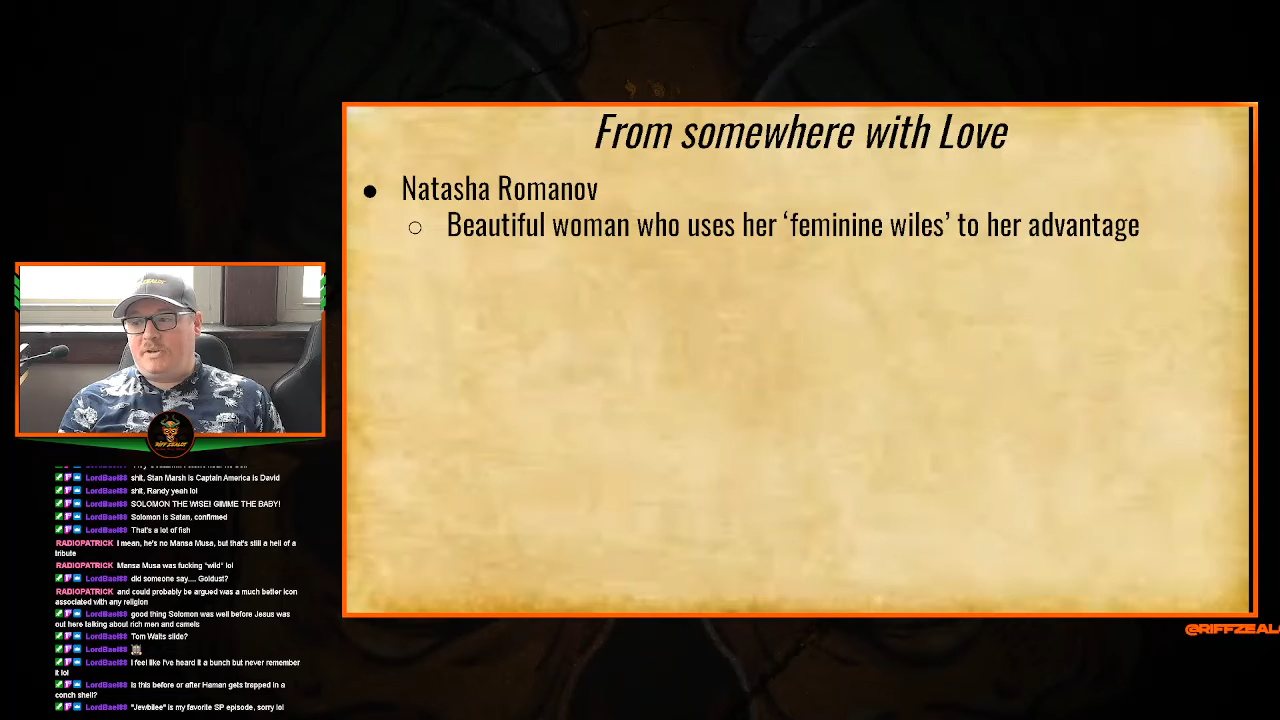 From somewhere with Love
● Natasha Romanov
○ Beautiful woman who uses her ‘feminine wiles’ to her advantage
RIFF ZEALOT
LordBael88 shit, Stan Marsh is Captain America is David
LordBael88 shit, Randy yeah lol
LordBael88 SOLOMON THE WISE! GIMME THE BABY!
LordBael88 Solomon is Satan, confirmed
LordBael88 That's a lot of fish
RADIOPATRICK I mean, he's no Mansa Musa, but that's still a hell of a
tribute
RADIOPATRICK Mansa Musa was fucking *wild* lol
LordBael88 did someone say.... Goldust?
RADIOPATRICK and could probably be argued was a much better icon
associated with any religion
LordBael88 good thing Solomon was well before Jesus was
out here talking about rich men and camels
LordBael88 Tom Waits slide?
LordBael88
LordBael88 I feel like I've heard it a bunch but never remember
it lol
LordBael88 is this before or after Haman gets trapped in a
conch shell?
LordBael88 "Jewbilee" is my favorite SP episode, sorry lol
@RIFFZEALO